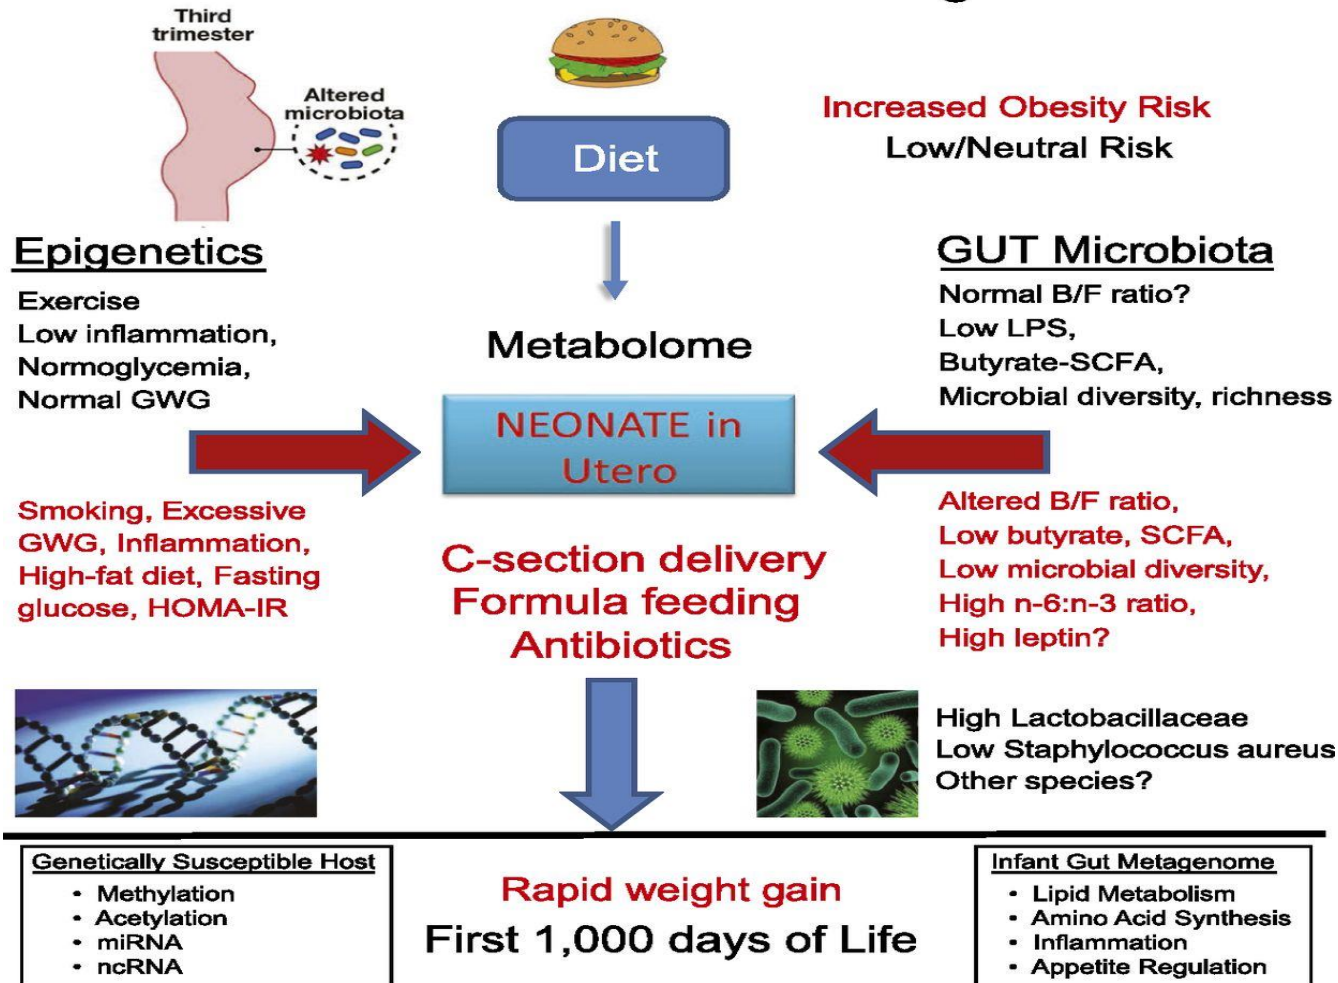 Third
trimester
Altered
microbiota
Diet
Increased Obesity Risk
Low/Neutral Risk
Epigenetics
Exercise
Low inflammation,
Normoglycemia,
Normal GWG
Metabolome
GUT Microbiota
Normal B/F ratio?
Low LPS,
Butyrate-SCFA,
Microbial diversity, richness
NEONATE in
Utero
Smoking, Excessive
GWG, Inflammation,
High-fat diet, Fasting
glucose, HOMA-IR
C-section delivery
Formula feeding
Antibiotics
Altered B/F ratio,
Low butyrate, SCFA,
Low microbial diversity,
High n-6:n-3 ratio,
High leptin?
High Lactobacillaceae
Low Staphylococcus aureus
Other species?
Genetically Susceptible Host
• Methylation
• Acetylation
• miRNA
• ncRNA
Rapid weight gain
First 1,000 days of Life
Infant Gut Metagenome
• Lipid Metabolism
• Amino Acid Synthesis
• Inflammation
• Appetite Regulation